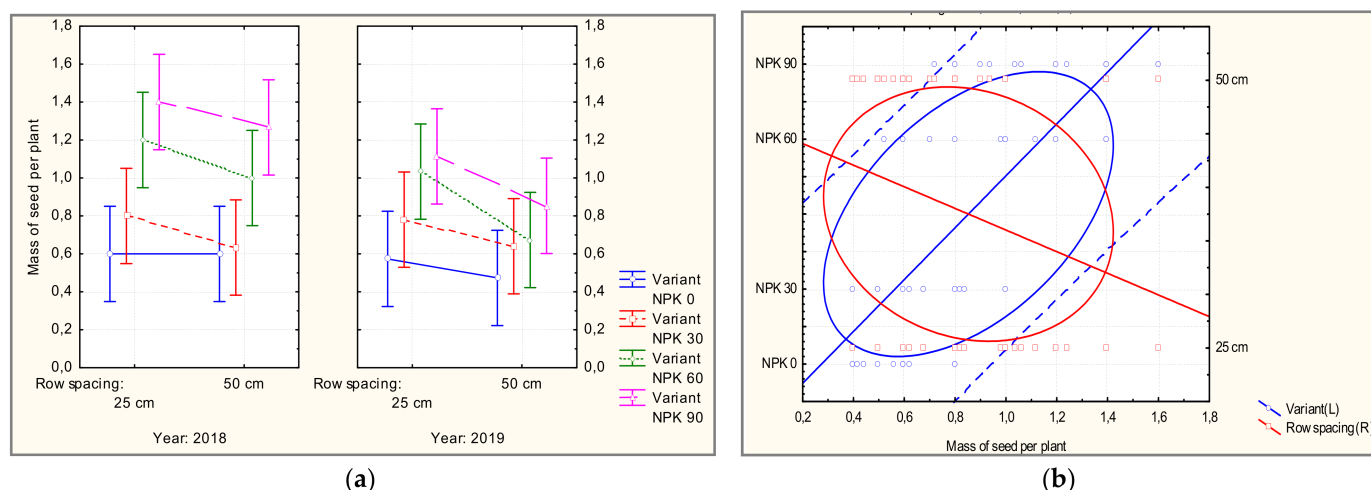 1,8 1,8
1,6 1,6
1,4 1,4
1,2 1,2
1,0 1,0
0,8 0,8
0,6 0,6
0,4 0,4
0,2 0,2
0,0 0,0
Mass of seed per plant
Row spacing: 50 cm
25 cm
Year: 2018
Row spacing: 50 cm
25 cm
Year: 2019
Variant
NPK 0
Variant
NPK 30
Variant
NPK 60
Variant
NPK 90
(a)
NPK 90
NPK 60
NPK 30
NPK 0
50 cm
25 cm
0,2 0,4 0,6 0,8 1,0 1,2 1,4 1,6 1,8
Mass of seed per plant
Variant(L)
Row spacing(R)
(b)